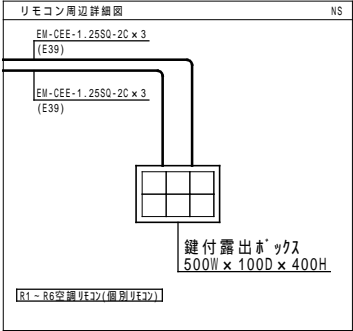 リモコン周辺詳細図 NS
EM-CEE-1.25SQ-2C×3
(E39)
EM-CEE-1.25SQ-2C×3
(E39)
鍵付露出ﾎﾞックス
500W×100D×400H
R1~R6空調ﾘﾓｺﾝ(個別ﾘﾓｺﾝ)